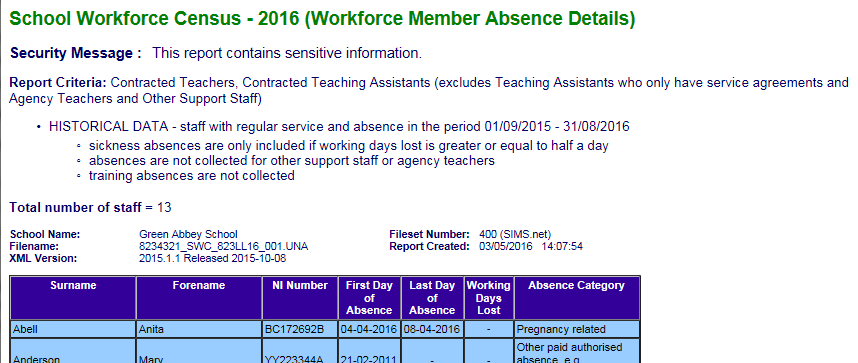 School Workforce Census - 2016 (Workforce Member Absence Details)
Security Message : This report contains sensitive information.
Report Criteria: Contracted Teachers, Contracted Teaching Assistants (excludes Teaching Assistants who only have service agreements and
Agency Teachers and Other Support Staff)
• HISTORICAL DATA - staff with regular service and absence in the period 01/09/2015 - 31/08/2016
◦ sickness absences are only included if working days lost is greater or equal to half a day
◦ absences are not collected for other support staff or agency teachers
◦ training absences are not collected
Total number of staff = 13
School Name: Green Abbey School Fileset Number: 400 (SIMS.net)
Filename: 8234321_SWC_823LL16_001.UNA Report Created: 03/05/2016 14:07:54
XML Version: 2015.1.1 Released 2015-10-08
Surname Forename NI Number First Day Last Day Working Absence Category
of of Days
Absence Absence Lost
Abell Anita BC172692B 04-04-2016 08-04-2016 - Pregnancy related
Other paid authorised
Anderson Mary YY223344A 21-02-2011 - - absence, e.g.